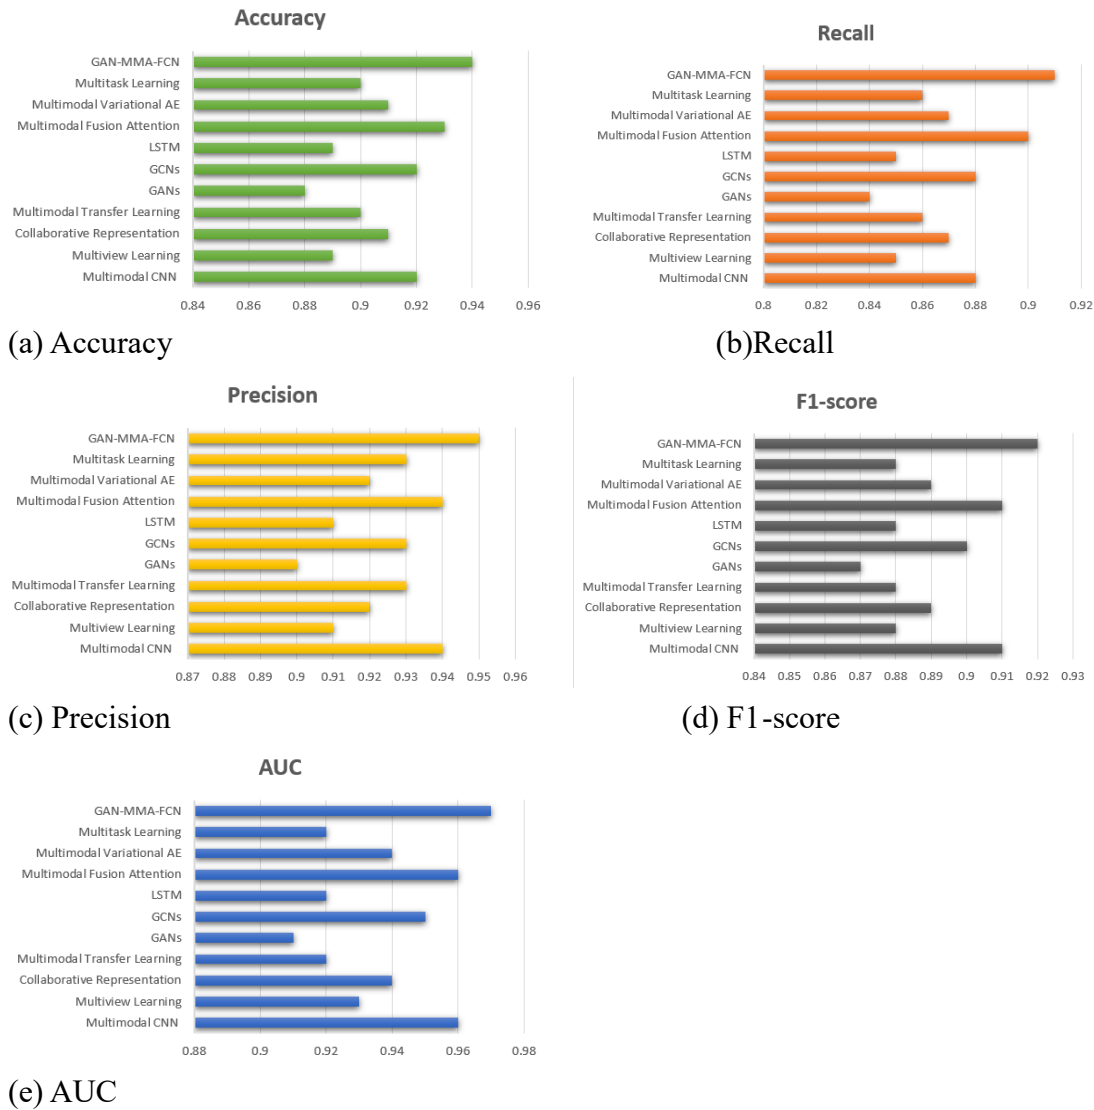 Accuracy
GAN-MMA-FCN
Multitask Learning
Multimodal Variational AE
Multimodal Fusion Attention
LSTM
GCNs
GANs
Multimodal Transfer Learning
Collaborative Representation
Multiview Learning
Multimodal CNN
0.84 0.86 0.88 0.9 0.92 0.94 0.96
(a) Accuracy
Recall
GAN-MMA-FCN
Multitask Learning
Multimodal Variational AE
Multimodal Fusion Attention
LSTM
GCNs
GANs
Multimodal Transfer Learning
Collaborative Representation
Multiview Learning
Multimodal CNN
0.8 0.82 0.84 0.86 0.88 0.9 0.92
(b)Recall
Precision
GAN-MMA-FCN
Multitask Learning
Multimodal Variational AE
Multimodal Fusion Attention
LSTM
GCNs
GANs
Multimodal Transfer Learning
Collaborative Representation
Multiview Learning
Multimodal CNN
0.87 0.88 0.89 0.9 0.91 0.92 0.93 0.94 0.95 0.96
(c) Precision
F1-score
GAN-MMA-FCN
Multitask Learning
Multimodal Variational AE
Multimodal Fusion Attention
LSTM
GCNs
GANs
Multimodal Transfer Learning
Collaborative Representation
Multiview Learning
Multimodal CNN
0.84 0.85 0.86 0.87 0.88 0.89 0.9 0.91 0.92 0.93
(d) F1-score
AUC
GAN-MMA-FCN
Multitask Learning
Multimodal Variational AE
Multimodal Fusion Attention
LSTM
GCNs
GANs
Multimodal Transfer Learning
Collaborative Representation
Multiview Learning
Multimodal CNN
0.88 0.9 0.92 0.94 0.96 0.98
(e) AUC